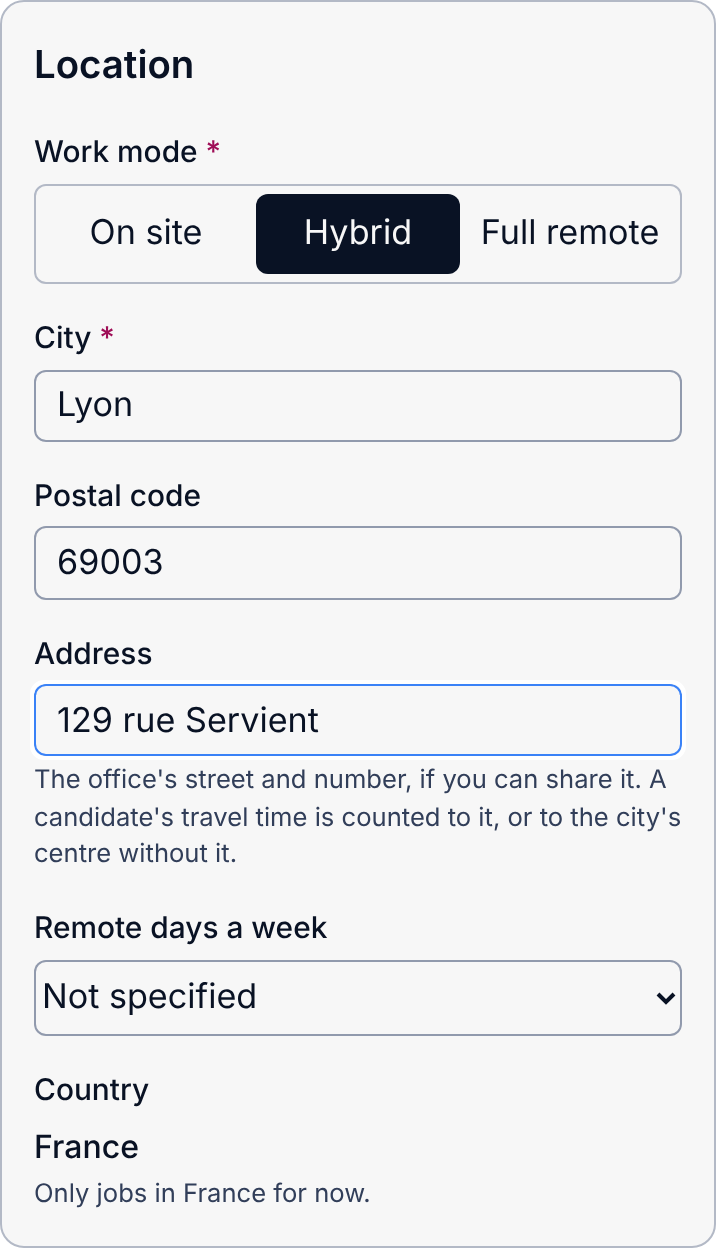 Location
Work mode *
On site
Hybrid
Full remote
City *
Lyon
Postal code
69003
Address
129 rue Servient
The office's street and number, if you can share it. A
candidate's travel time is counted to it, or to the city's
centre without it.
Remote days a week
Not specified
Country
France
Only jobs in France for now.